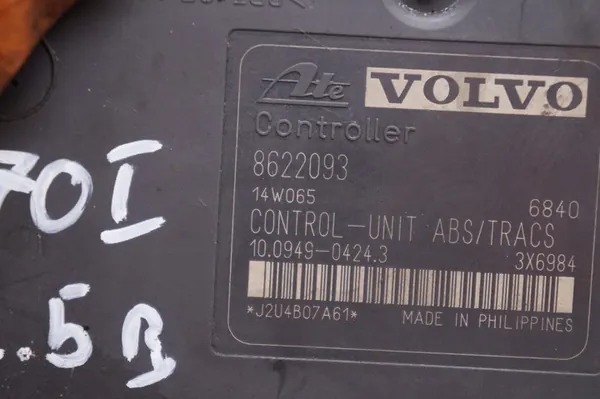 Ate VOLVO
Controller
8622093
14W065 6840
CONTROL-UNIT ABS/TRACS
10.0949-0424.3 3X6984
*J2U4B07A61* MADE IN PHILIPPINES
70I
..5B